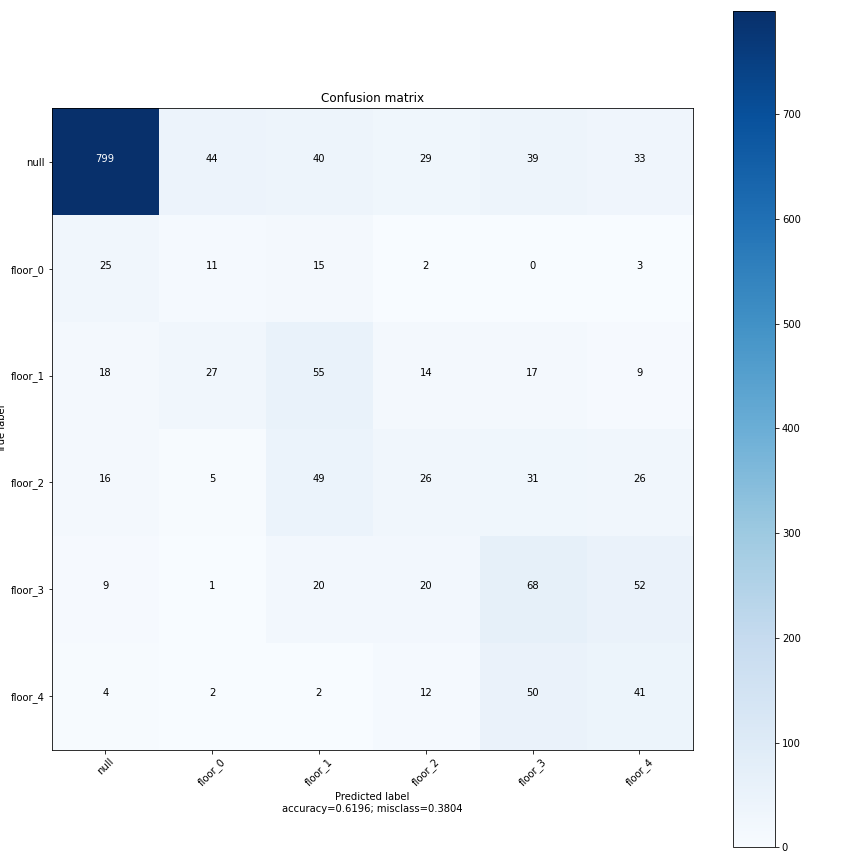 Confusion matrix
null 799 44 40 29 39 33
floor_0 25 11 15 2 0 3
floor_1 18 27 55 14 17 9
floor_2 16 5 49 26 31 26
floor_3 9 1 20 20 68 52
floor_4 4 2 2 12 50 41
null floor_0 floor_1 floor_2 floor_3 floor_4
Predicted label
accuracy=0.6196; misclass=0.3804
label
700
600
500
400
300
200
100
0